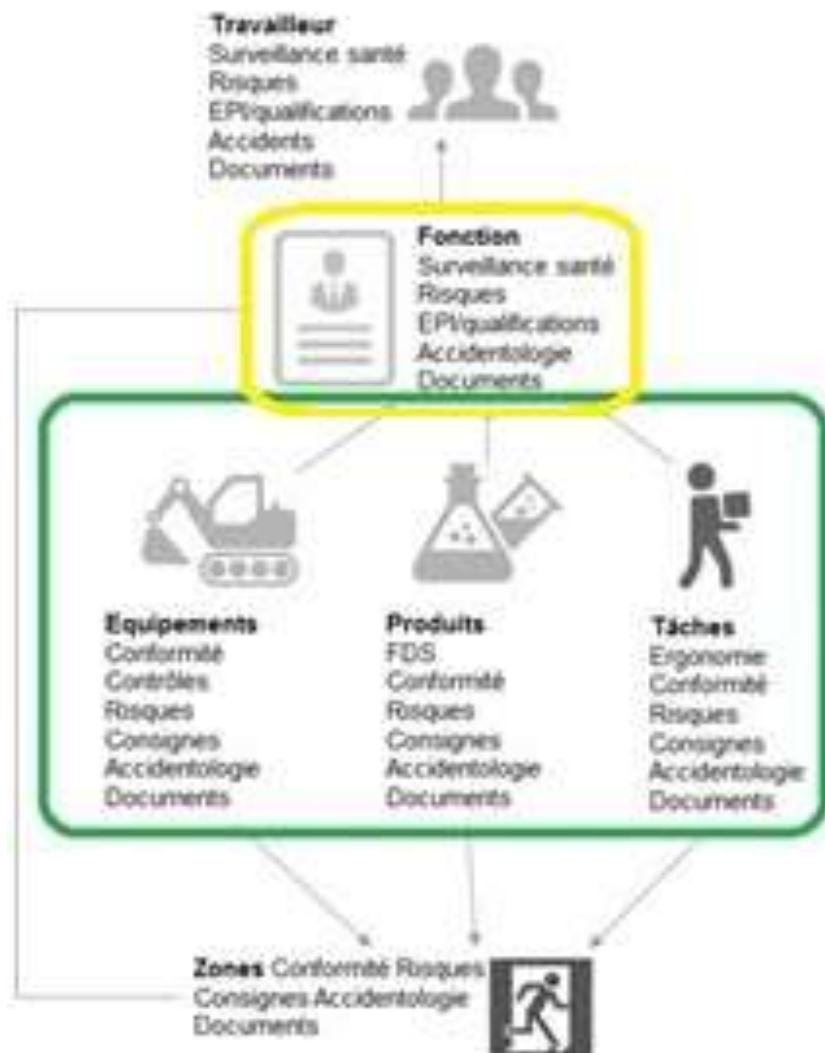 Travailleur
Surveillance santé
Risques
EPI/qualifications
Accidents
Documents
Fonction
Surveillance santé
Risques
EPI/qualifications
Accidentologie
Documents
Equipements
Conformité
Contrôles
Risques
Consignes
Accidentologie
Documents
Produits
FDS
Conformité
Risques
Consignes
Accidentologie
Documents
Tâches
Ergonomie
Conformité
Risques
Consignes
Accidentologie
Documents
Zones Conformité Risques
Consignes Accidentologie
Documents